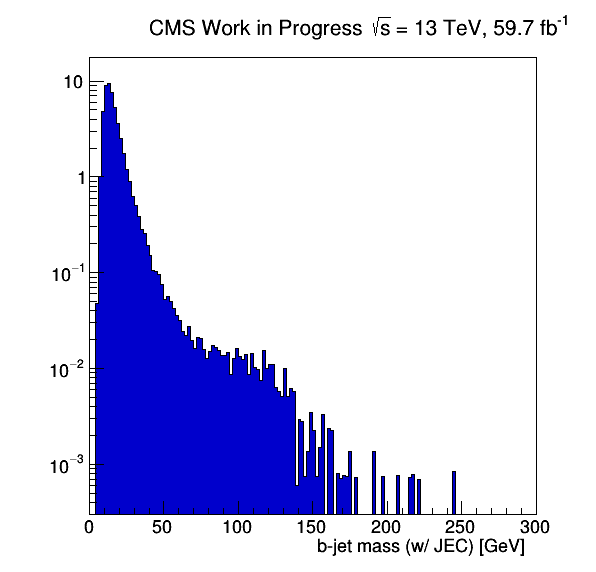 CMS Work in Progress √s = 13 TeV, 59.7 fb⁻¹
10
1
10⁻¹
10⁻²
10⁻³
0 50 100 150 200 250 300
b-jet mass (w/ JEC) [GeV]